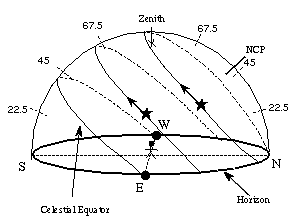 Zenith
67.5
67.5
NCP
45
45
22.5
22.5
W
S
N
E
Celestial Equator
Horizon